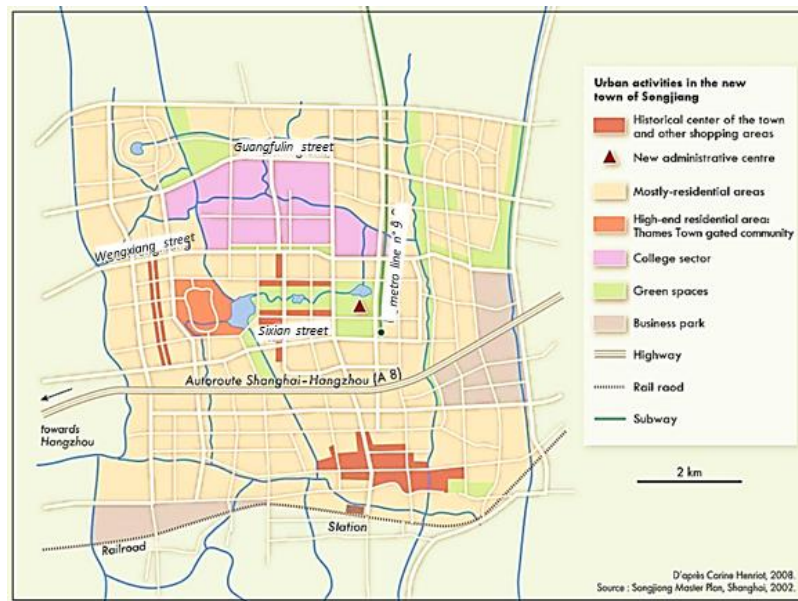 Guangfulin street
Wengxiang street
metro line n° 9
Sixian street
Autoroute Shanghai-Hangzhou (A 8)
towards
Hangzhou
Station
Railroad
Urban activities in the new
town of Songjiang
Historical center of the town
and other shopping areas
New administrative centre
Mostly-residential areas
High-end residential area:
Thames Town gated community
College sector
Green spaces
Business park
Highway
Rail raod
Subway
2 km
D'après Carine Henriot, 2008.
Source : Songjiang Master Plan, Shanghai, 2002.